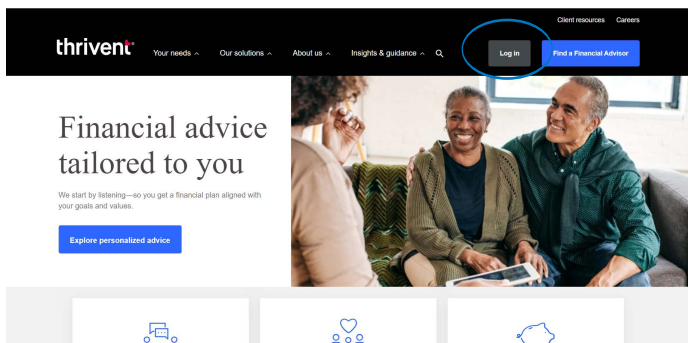 Client resources Careers
thrivent
Your needs Our solutions About us Insights & guidance Log in Find a Financial Advisor
Financial advice
tailored to you
We start by listening—so you get a financial plan aligned with
your goals and values.
Explore personalized advice